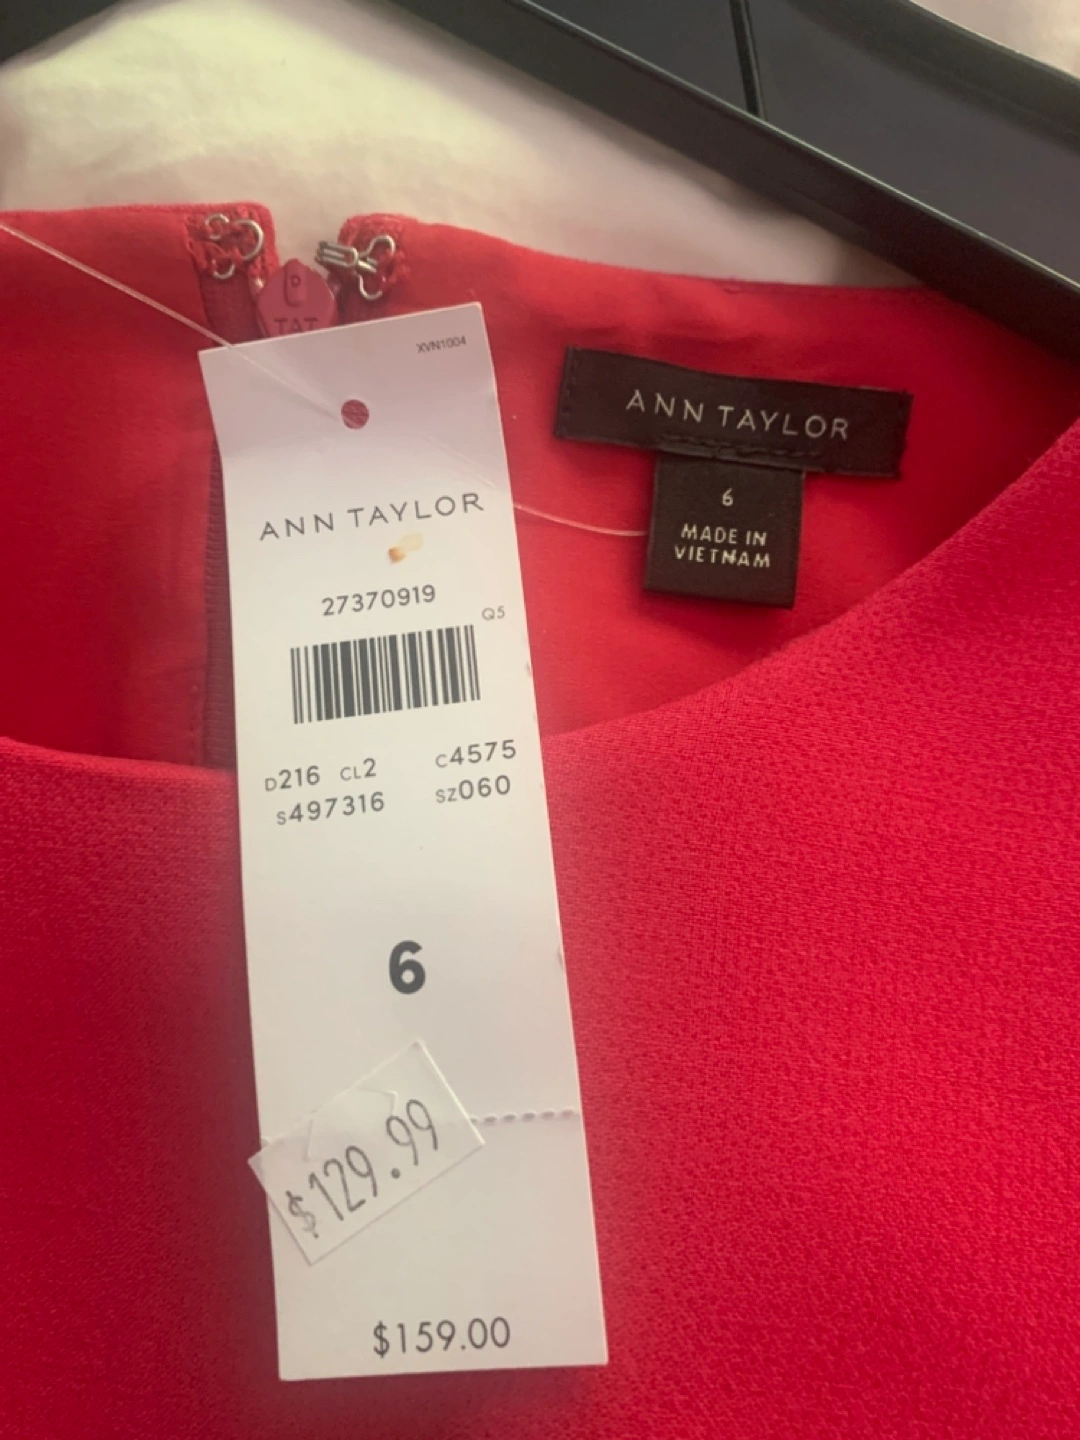 XVN1004
ANN TAYLOR
27370919
Q5
D216 CL2 C4575
S497316 SZ060
6
$129.99
$159.00
TAT
ANN TAYLOR
6
MADE IN
VIETNAM